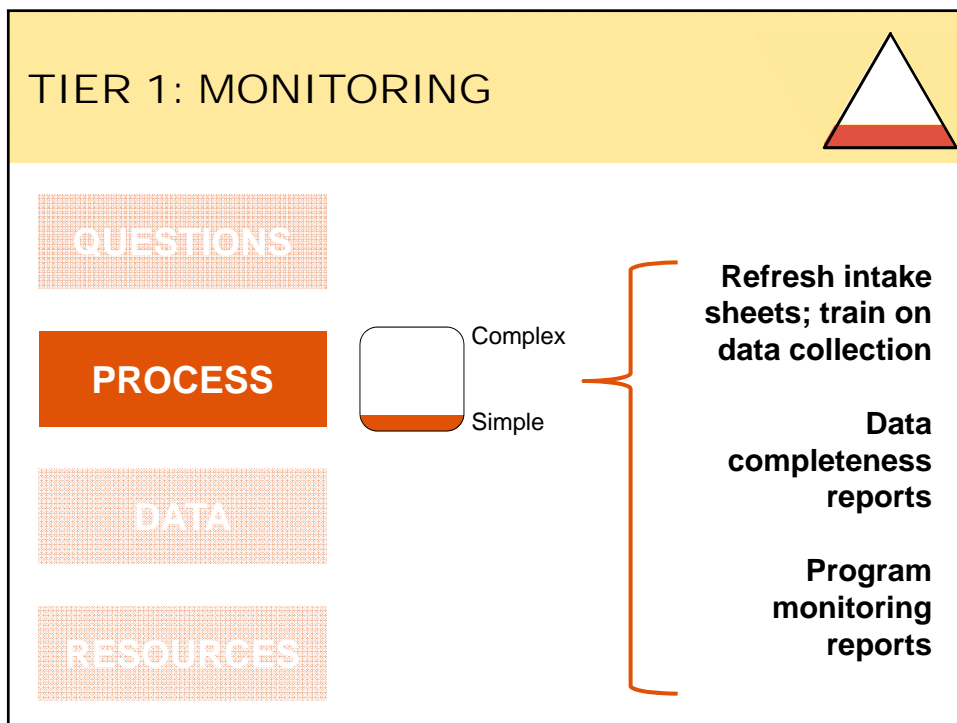 TIER 1: MONITORING
QUESTIONS
PROCESS
Complex
Simple
DATA
RESOURCES
Refresh intake
sheets; train on
data collection
Data
completeness
reports
Program
monitoring
reports